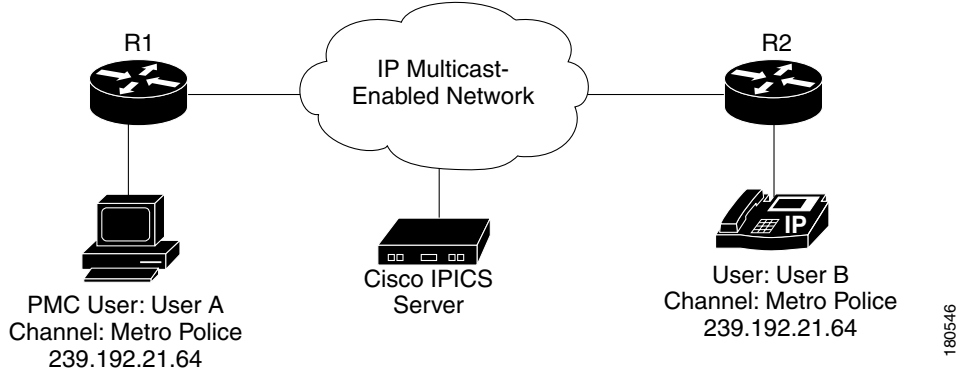 R1
R2
IP Multicast-
Enabled Network
IP
Cisco IPICS
Server
PMC User: User A
Channel: Metro Police
239.192.21.64
User: User B
Channel: Metro Police
239.192.21.64
180546